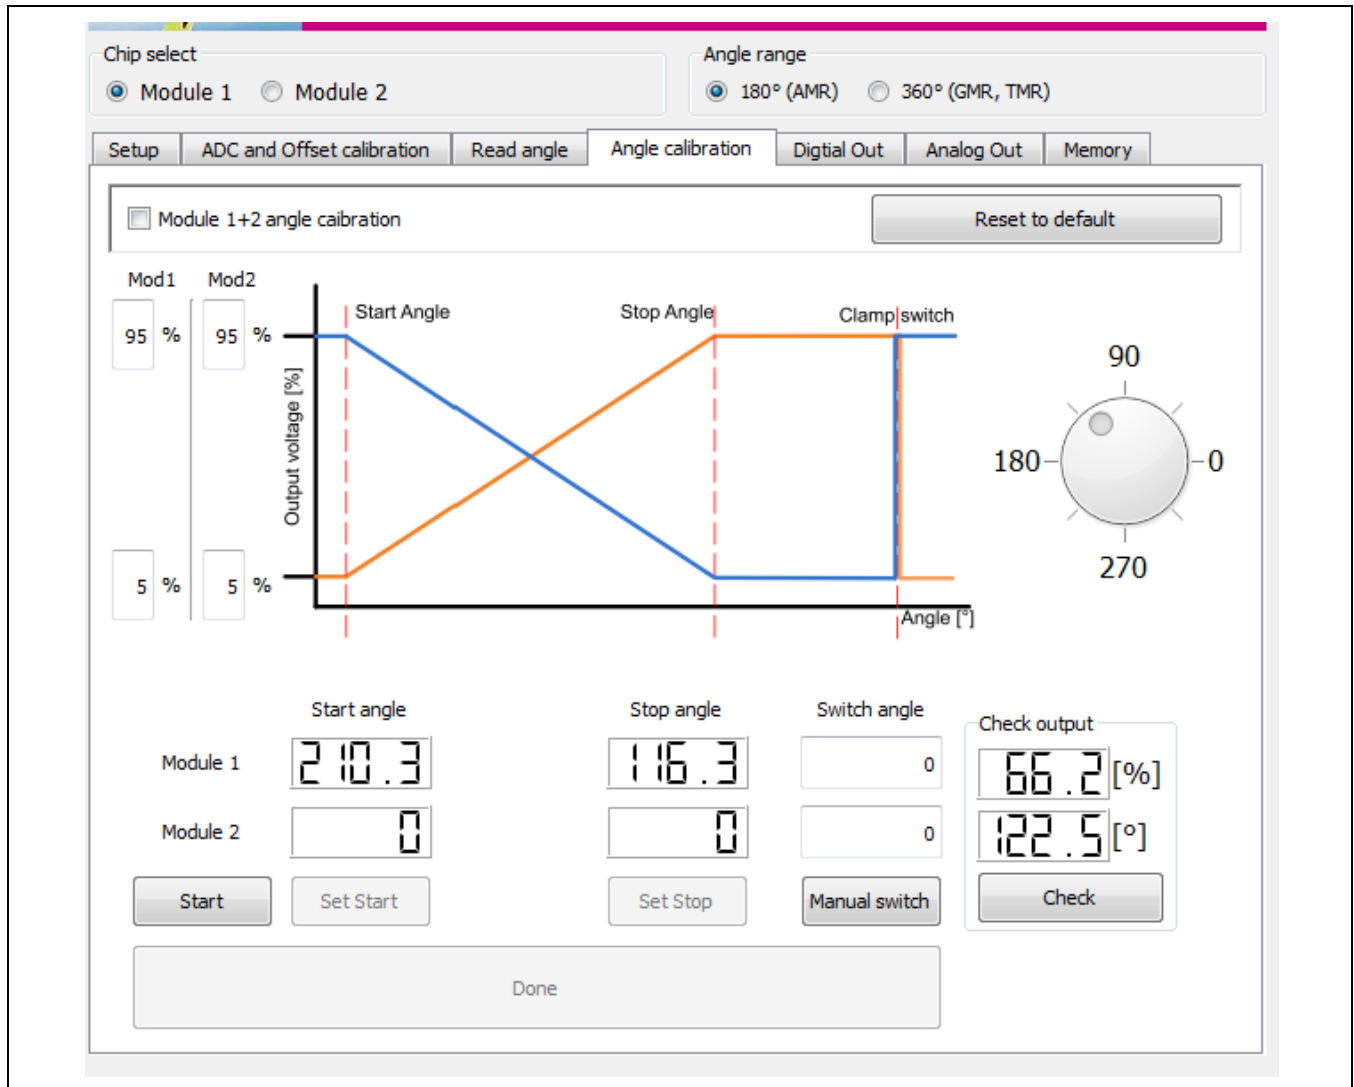 Chip select
Angle range
Module 1 Module 2
180° (AMR) 360° (GMR, TMR)
Setup ADC and Offset calibration Read angle Angle calibration Digtial Out Analog Out Memory
Module 1+2 angle caibration
Reset to default
Mod1 Mod2
Start Angle Stop Angle Clamp switch
95 % 95 %
Output voltage [%]
5 % 5 %
Angle [°]
90
180 0
270
Start angle Stop angle Switch angle
Check output
Module 1 210.3 116.3 0
66.2 [%]
Module 2 0 0 0
122.5 [°]
Start Set Start Set Stop Manual switch Check
Done